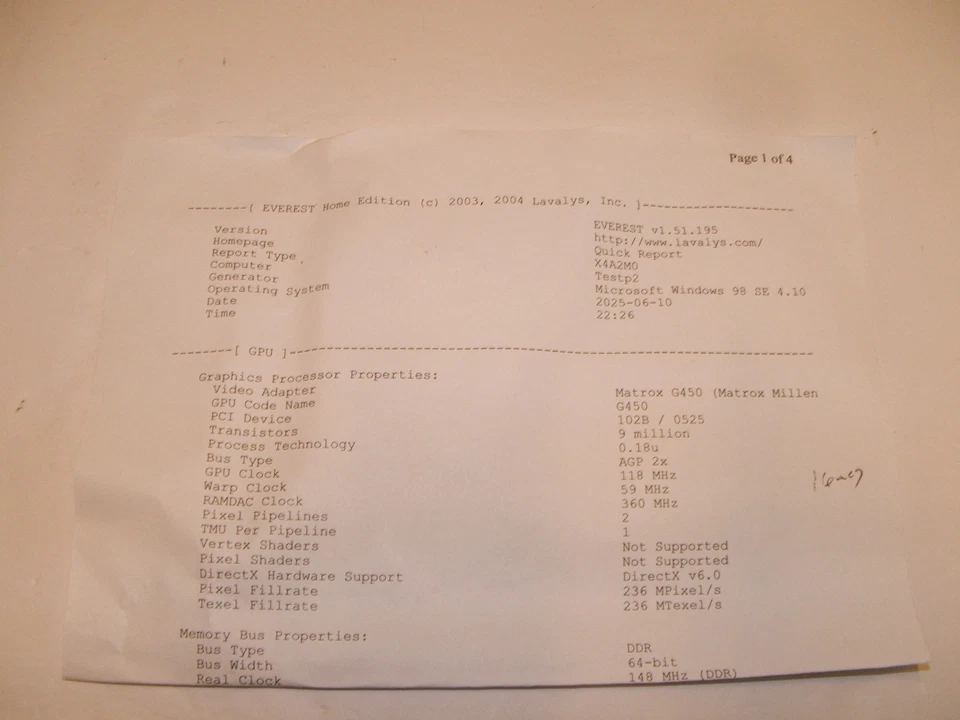 Page 1 of 4
--------[ EVEREST Home Edition (c) 2003, 2004 Lavalys, Inc. ]--------------------
Version EVEREST v1.51.195
Homepage http://www.lavalys.com/
Report Type Quick Report
Computer X4A2M0
Generator Testp2
Operating System Microsoft Windows 98 SE 4.10
Date 2025-06-10
Time 22:26
--------[ GPU ]------------------------------------------------------------------------
Graphics Processor Properties:
Video Adapter Matrox G450 (Matrox Millen
GPU Code Name G450
PCI Device 102B / 0525
Transistors 9 million
Process Technology 0.18u
Bus Type AGP 2x
GPU Clock 118 MHz
Warp Clock 59 MHz
RAMDAC Clock 360 MHz
Pixel Pipelines 2
TMU Per Pipeline 1
Vertex Shaders Not Supported
Pixel Shaders Not Supported
DirectX Hardware Support DirectX v6.0
Pixel Fillrate 236 MPixel/s
Texel Fillrate 236 MTexel/s
Memory Bus Properties:
Bus Type DDR
Bus Width 64-bit
Real Clock 148 MHz (DDR)